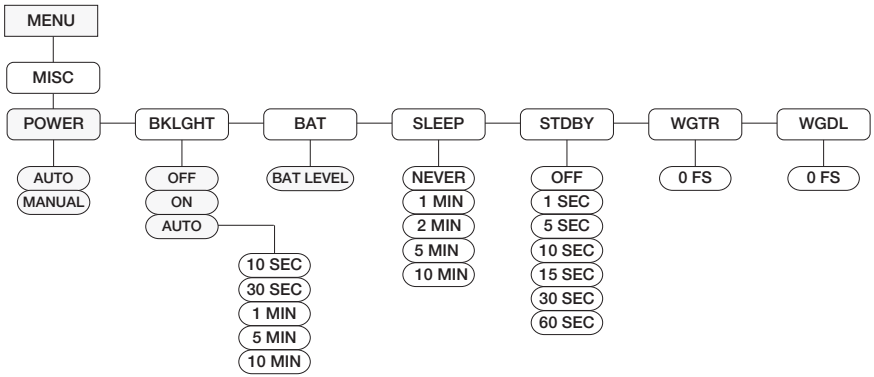 MENU
MISC
POWER BKLGHT BAT SLEEP STDBY WGTR WGDL
AUTO OFF BAT LEVEL NEVER OFF 0 FS 0 FS
MANUAL ON 1 MIN 1 SEC
AUTO 2 MIN 5 SEC
5 MIN 10 SEC
10 SEC 10 MIN 15 SEC
30 SEC 30 SEC
1 MIN 60 SEC
5 MIN
10 MIN